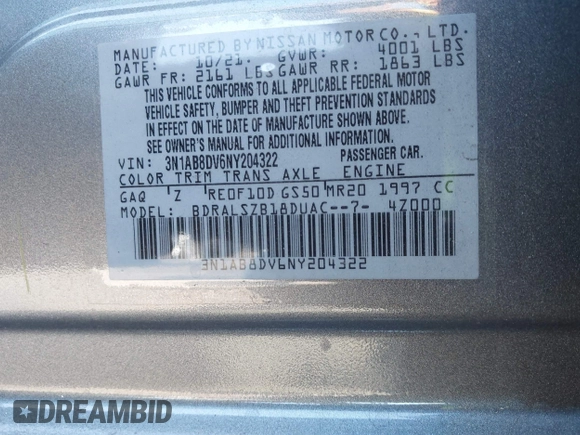 MANUFACTURED BY NISSAN MOTOR CO., LTD.
DATE: 10/21. GVWR: 4001 LBS
GAWR FR: 2161 LBS GAWR RR: 1863 LBS
THIS VEHICLE CONFORMS TO ALL APPLICABLE FEDERAL MOTOR
VEHICLE SAFETY, BUMPER AND THEFT PREVENTION STANDARDS
IN EFFECT ON THE DATE OF MANUFACTURE SHOWN ABOVE.
SEE OWNER'S MANUAL FOR ADDITIONAL INFORMATION
VIN: 3N1AB8DV6NY204322 PASSENGER CAR.
COLOR TRIM TRANS AXLE ENGINE
GAQ Z RE0F10D GS50 MR20 1997 CC
MODEL: BDRALSZB18DUAC--7- 4Z000
3N1AB8DV6NY204322
DREAMBID